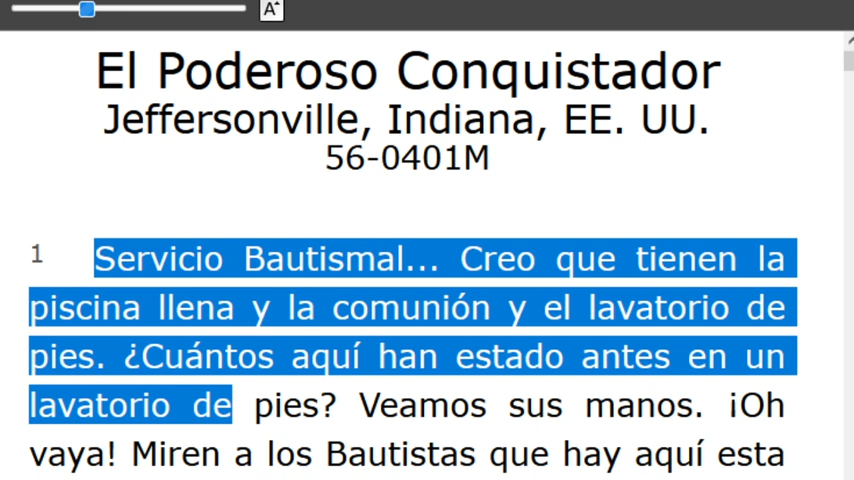 A
El Poderoso Conquistador
Jeffersonville, Indiana, EE. UU.
56-0401M
1 Servicio Bautismal... Creo que tienen la
piscina llena y la comunión y el lavatorio de
pies. ¿Cuántos aquí han estado antes en un
lavatorio de pies? Veamos sus manos. ¡Oh
vaya! Miren a los Bautistas que hay aquí esta